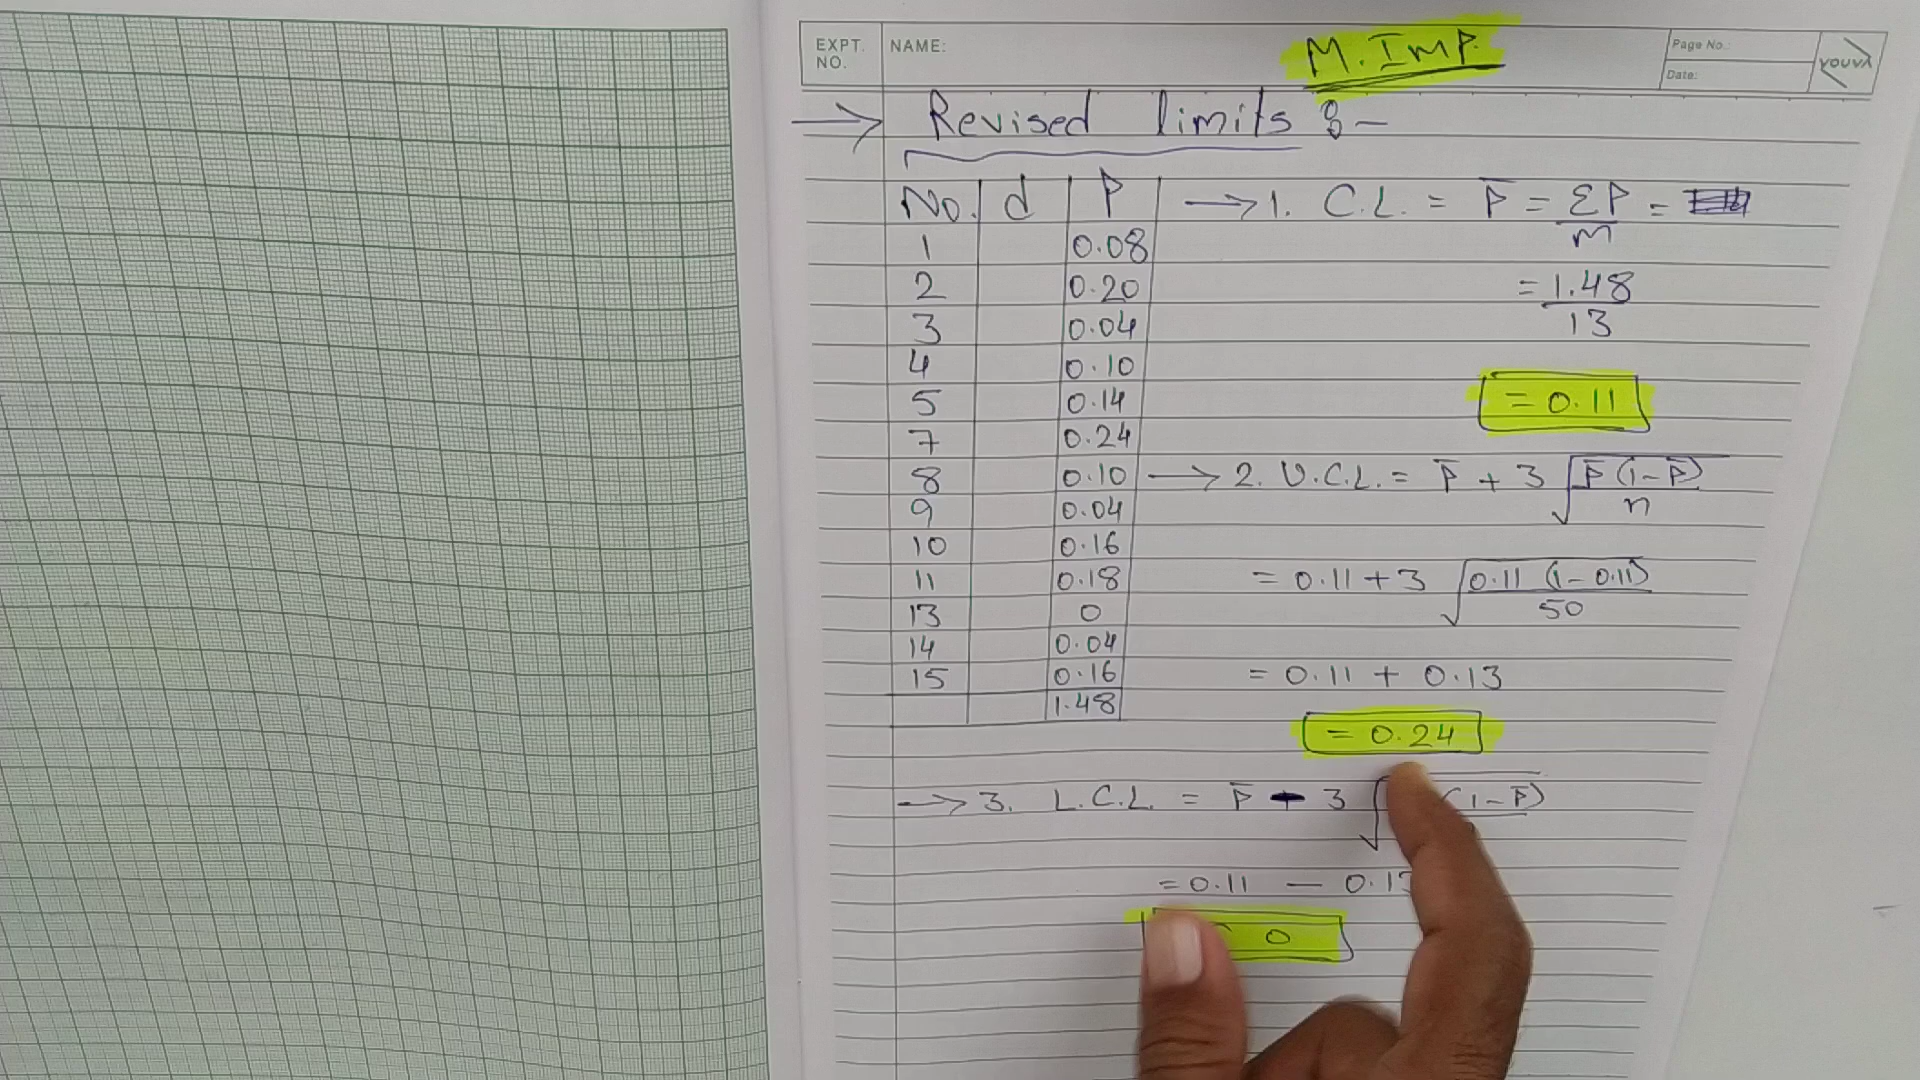 EXPT. NO.
NAME:
M. Imp.
Page No.:
Date:
youva
→ Revised limits :-
No. d P
1 0.08
2 0.20
3 0.04
4 0.10
5 0.14
7 0.24
8 0.10
9 0.04
10 0.16
11 0.18
13 0
14 0.04
15 0.16
1.48
→ 1. C.L. = P̄ = ΣP/m =
= 1.48/13
= 0.11
→ 2. U.C.L. = P̄ + 3 √(P̄ (1-P̄)/n)
= 0.11 + 3 √(0.11 (1-0.11)/50)
= 0.11 + 0.13
= 0.24
→ 3. L.C.L. = P̄ - 3 √ (1-P̄)
= 0.11 -
0